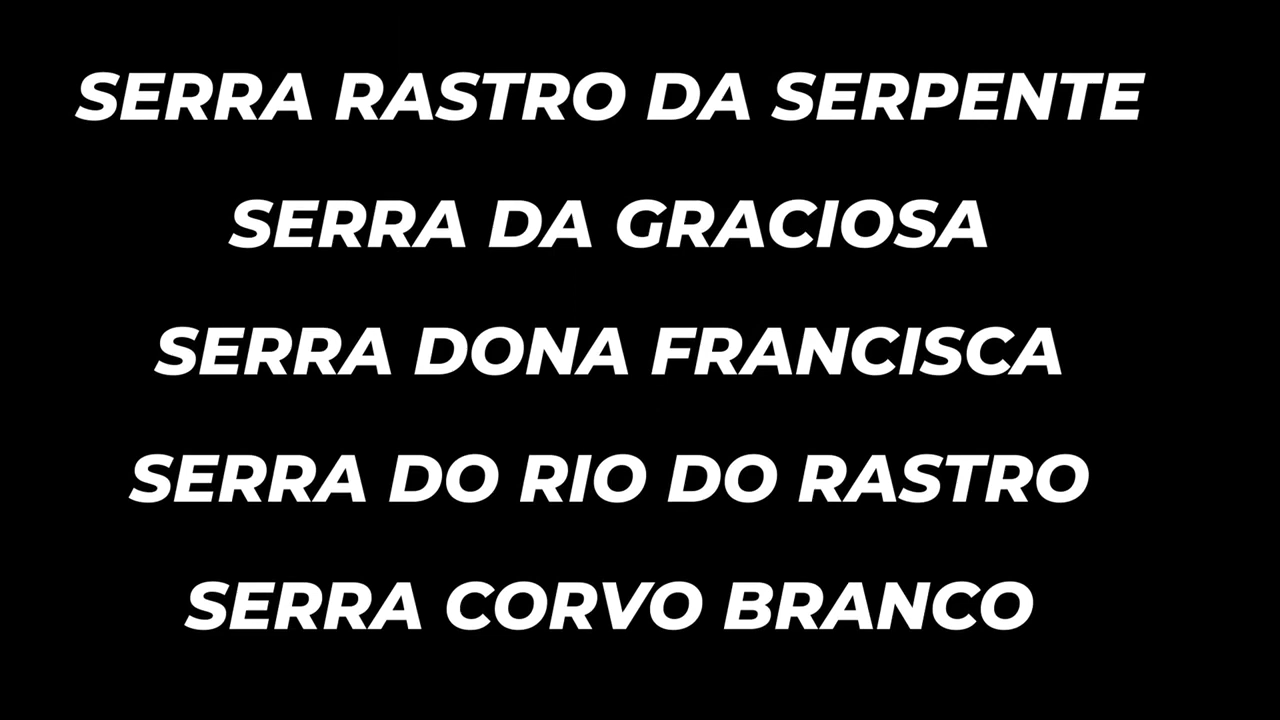 SERRA RASTRO DA SERPENTE
SERRA DA GRACIOSA
SERRA DONA FRANCISCA
SERRA DO RIO DO RASTRO
SERRA CORVO BRANCO